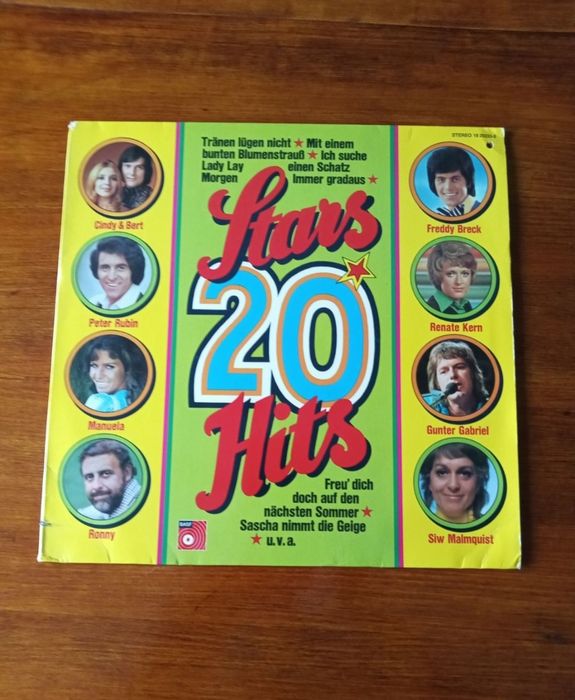 STEREO
Tränen lügen nicht ★ Mit einem
bunten Blumenstrauß ★ Ich suche
Lady Lay einen Schatz
Morgen Immer gradaus ★
Stars
20
Hits
Freu' dich
doch auf den
nächsten Sommer ★
Sascha nimmt die Geige
★ u.v.a.
Cindy & Bert
Peter Rubin
Manuela
Ronny
Freddy Breck
Renate Kern
Gunter Gabriel
Siw Malmquist
BASF